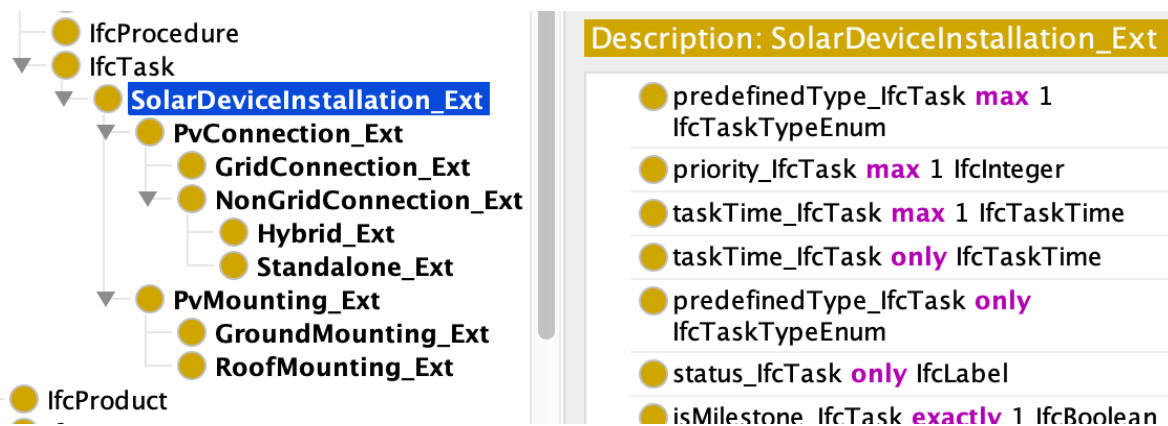 IfcProcedure
IfcTask
SolarDeviceInstallation_Ext
PvConnection_Ext
GridConnection_Ext
NonGridConnection_Ext
Hybrid_Ext
Standalone_Ext
PvMounting_Ext
GroundMounting_Ext
RoofMounting_Ext
IfcProduct
Description: SolarDeviceInstallation_Ext
predefinedType_IfcTask max 1
IfcTaskTypeEnum
priority_IfcTask max 1 IfcInteger
taskTime_IfcTask max 1 IfcTaskTime
taskTime_IfcTask only IfcTaskTime
predefinedType_IfcTask only
IfcTaskTypeEnum
status_IfcTask only IfcLabel
isMilestone_IfcTask exactly 1 IfcBoolean